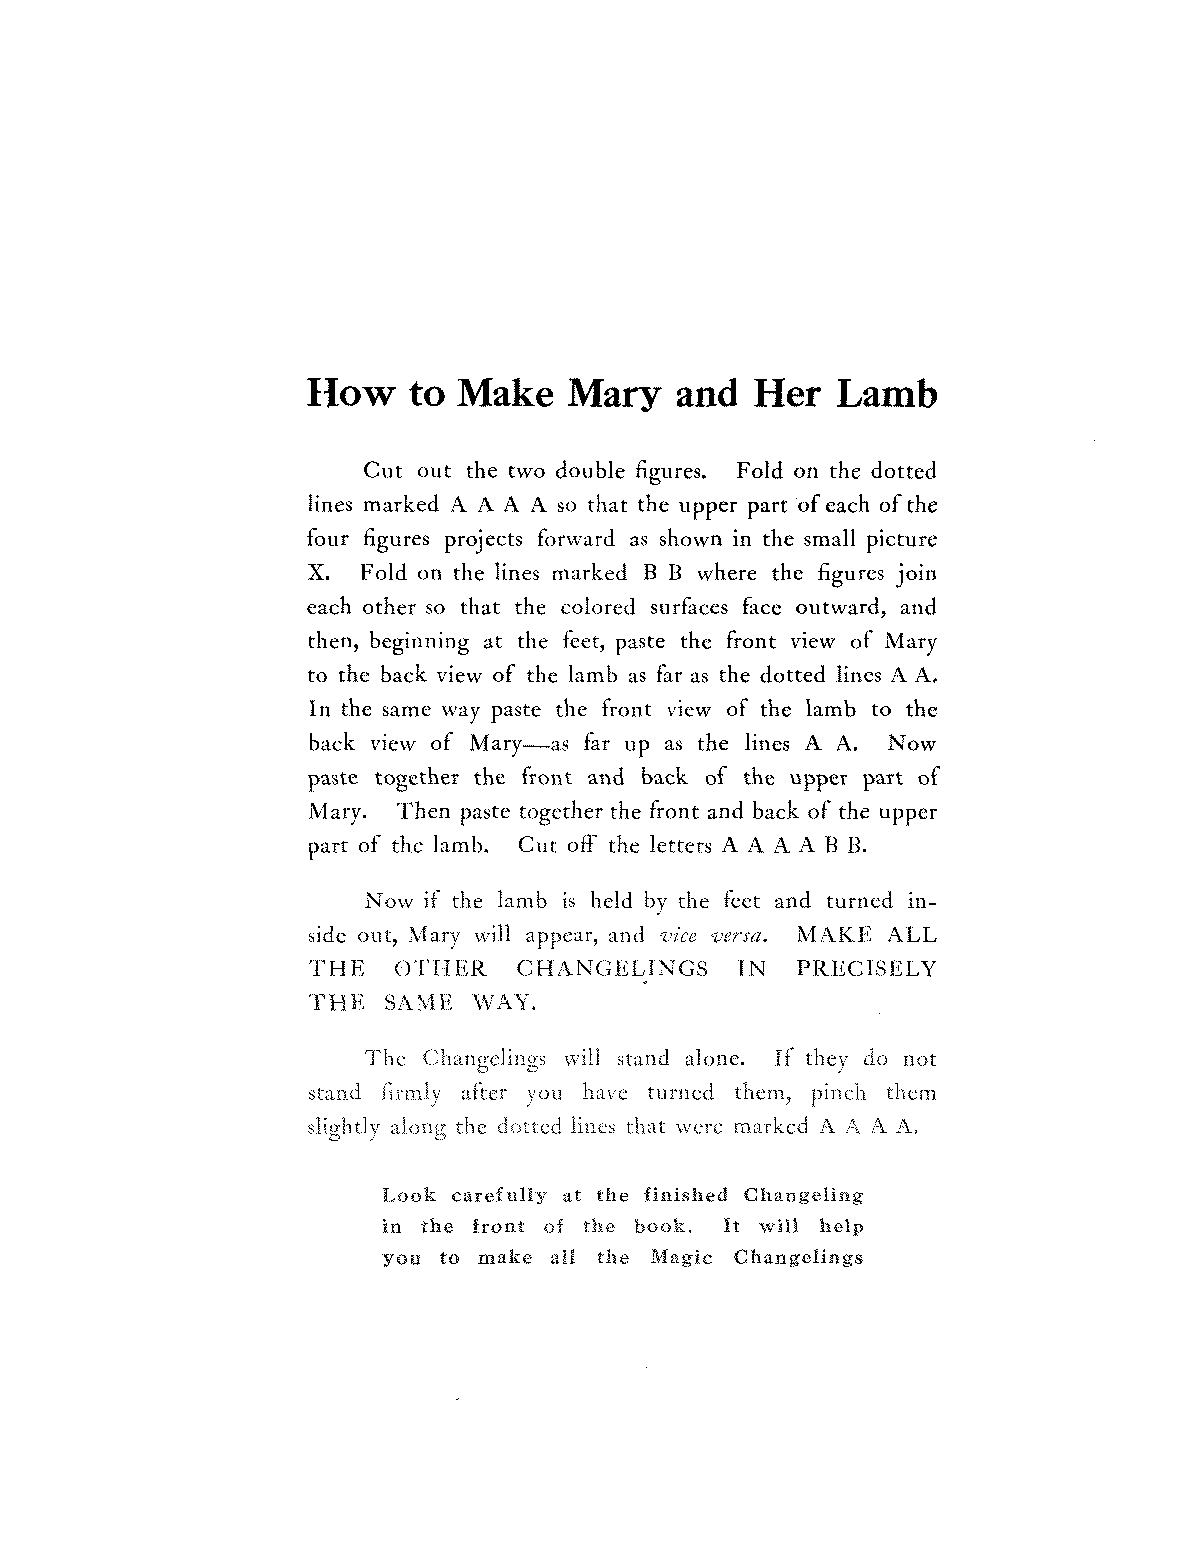 How to Make Mary and Her Lamb
Cut out the two double figures. Fold on the dotted
lines marked A A A A so that the upper part of each of the
four figures projects forward as shown in the small picture
X. Fold on the lines marked B B where the figures join
each other so that the colored surfaces face outward, and
then, beginning at the feet, paste the front view of Mary
to the back view of the lamb as far as the dotted lines A A.
In the same way paste the front view of the lamb to the
back view of Mary—as far up as the lines A A. Now
paste together the front and back of the upper part of
Mary. Then paste together the front and back of the upper
part of the lamb. Cut off the letters A A A A B B.
Now if the lamb is held by the feet and turned in-
side out, Mary will appear, and vice versa. MAKE ALL
THE OTHER CHANGELINGS IN PRECISELY
THE SAME WAY.
The Changelings will stand alone. If they do not
stand firmly after you have turned them, pinch them
slightly along the dotted lines that were marked A A A A.
Look carefully at the finished Changeling
in the front of the book. It will help
you to make all the Magic Changelings